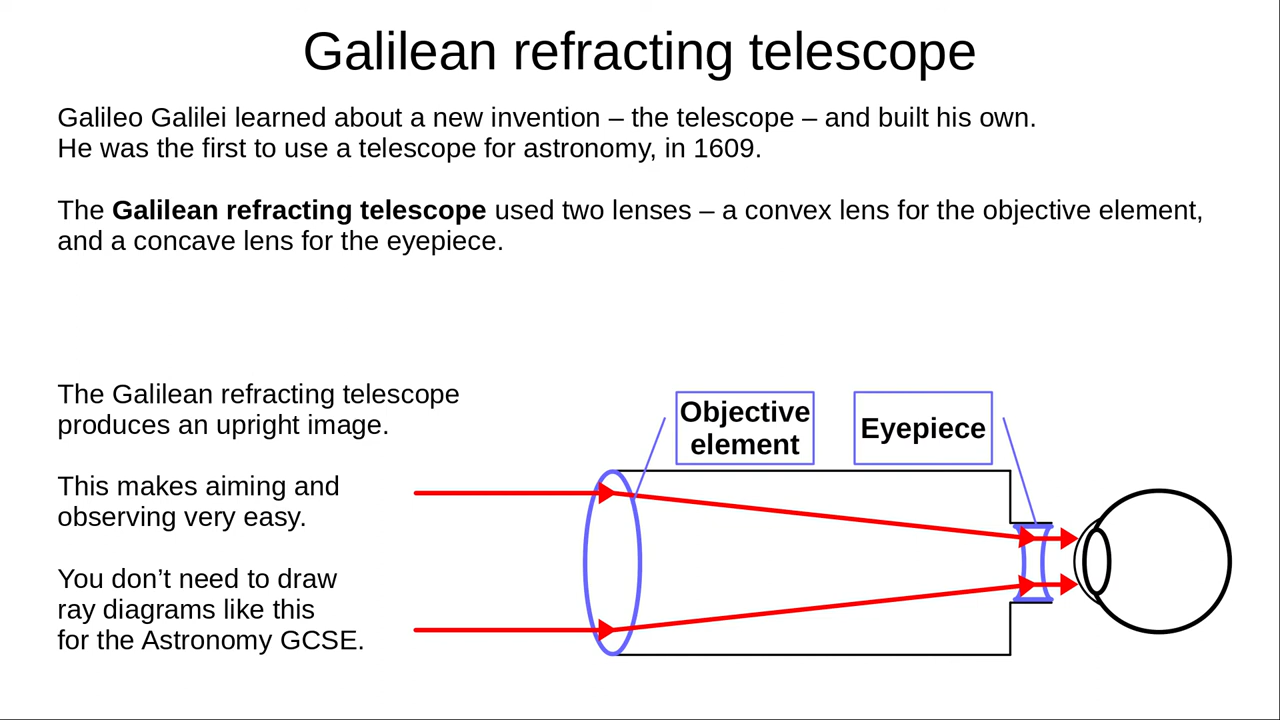 Galilean refracting telescope
Galileo Galilei learned about a new invention – the telescope – and built his own.
He was the first to use a telescope for astronomy, in 1609.
The Galilean refracting telescope used two lenses – a convex lens for the objective element,
and a concave lens for the eyepiece.
The Galilean refracting telescope
produces an upright image.
This makes aiming and
observing very easy.
You don’t need to draw
ray diagrams like this
for the Astronomy GCSE.
Objective
element
Eyepiece